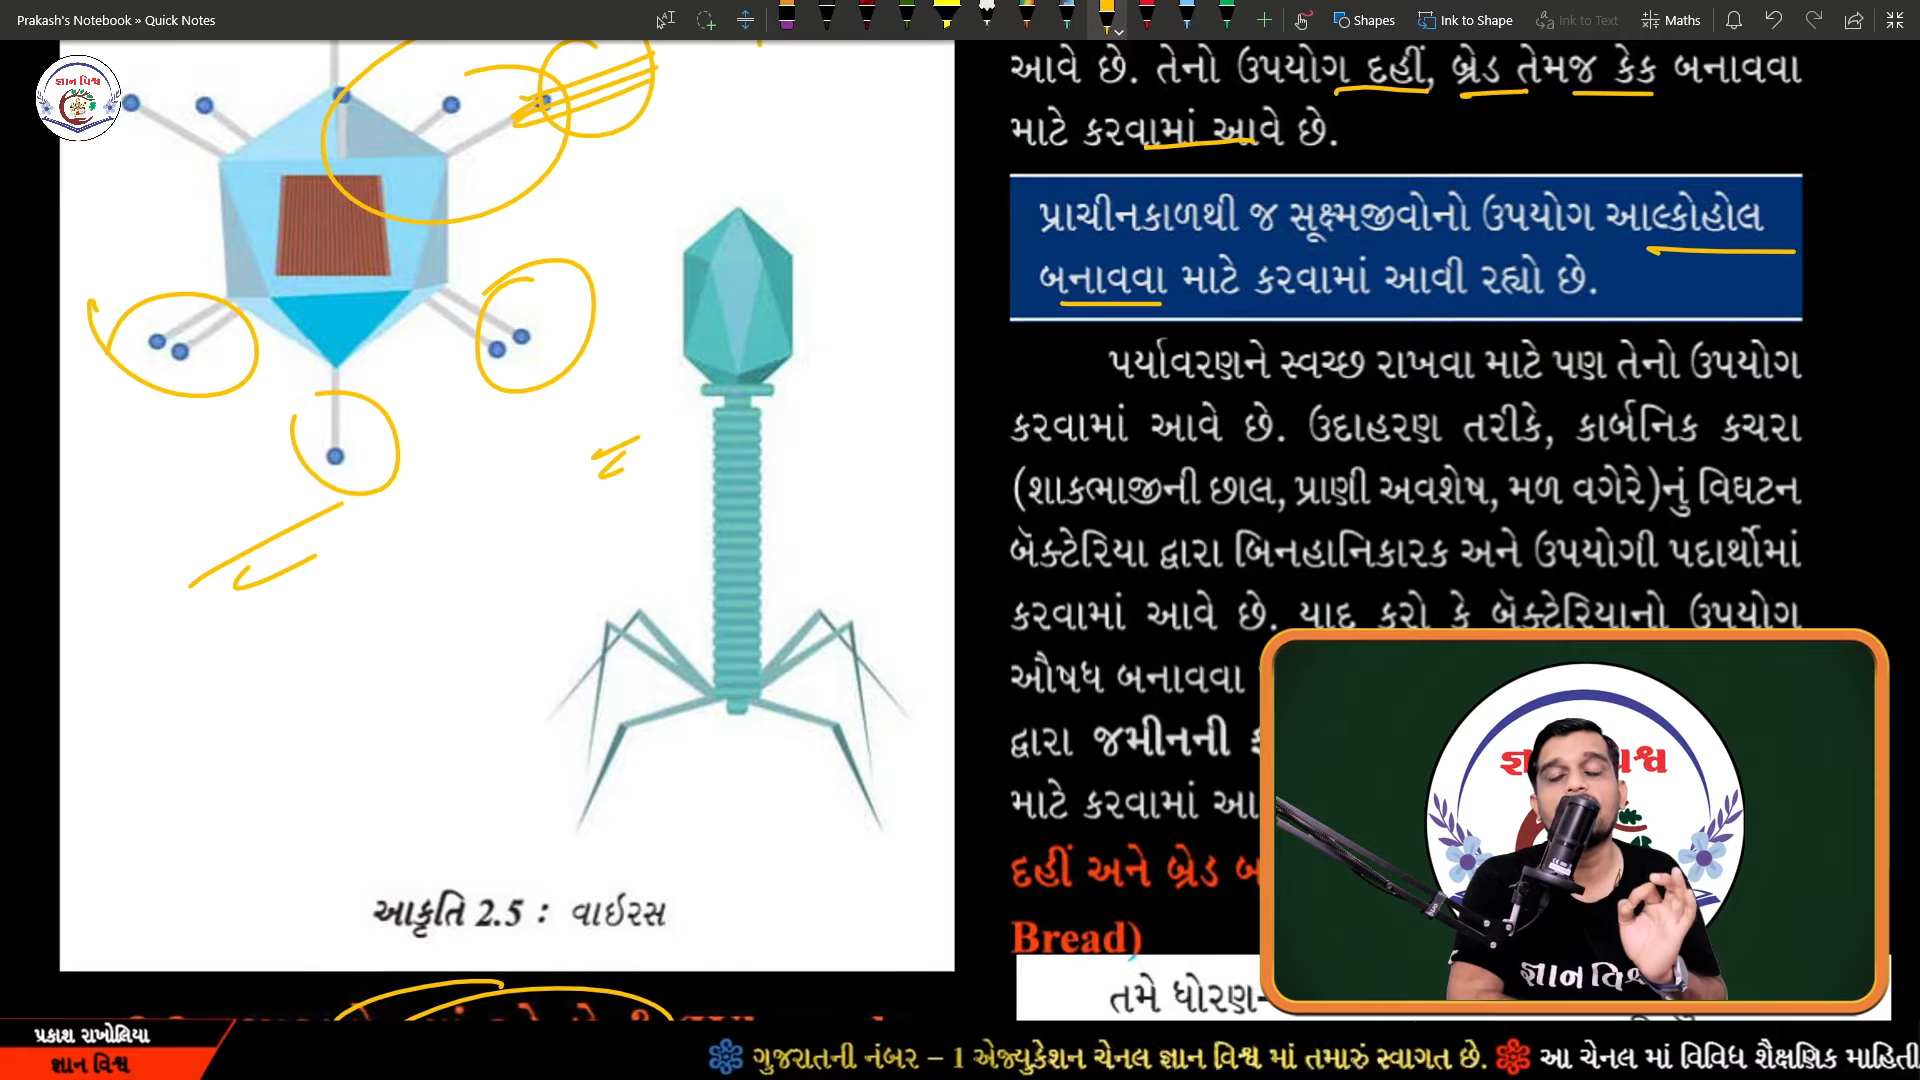 Prakash's Notebook » Quick Notes
Shapes
Ink to Shape
Ink to Text
Maths
જ્ઞાન વિશ્વ
આકૃતિ 2.5 : વાઇરસ
આવે છે. તેનો ઉપયોગ દહીં, બ્રેડ તેમજ કેક બનાવવા
માટે કરવામાં આવે છે.
પ્રાચીનકાળથી જ સૂક્ષ્મજીવોનો ઉપયોગ આલ્કોહોલ
બનાવવા માટે કરવામાં આવી રહ્યો છે.
પર્યાવરણને સ્વચ્છ રાખવા માટે પણ તેનો ઉપયોગ
કરવામાં આવે છે. ઉદાહરણ તરીકે, કાર્બનિક કચરા
(શાકભાજીની છાલ, પ્રાણી અવશેષ, મળ વગેરે)નું વિઘટન
બૅક્ટેરિયા દ્વારા બિનહાનિકારક અને ઉપયોગી પદાર્થોમાં
કરવામાં આવે છે. યાદ કરો કે બૅક્ટેરિયાનો ઉપયોગ
ઔષધ બનાવવા
દ્વારા જમીનની
માટે કરવામાં આ
દહીં અને બ્રેડ બ
Bread)
તમે ધોરણ-
જ્ઞાન વિશ્વ
પ્રકાશ રાખોલિયા
જ્ઞાન વિશ્વ
ગુજરાતની નંબર – 1 એજ્યુકેશન ચેનલ જ્ઞાન વિશ્વ માં તમારું સ્વાગત છે. આ ચેનલ માં વિવિધ શૈક્ષણિક માહિતી